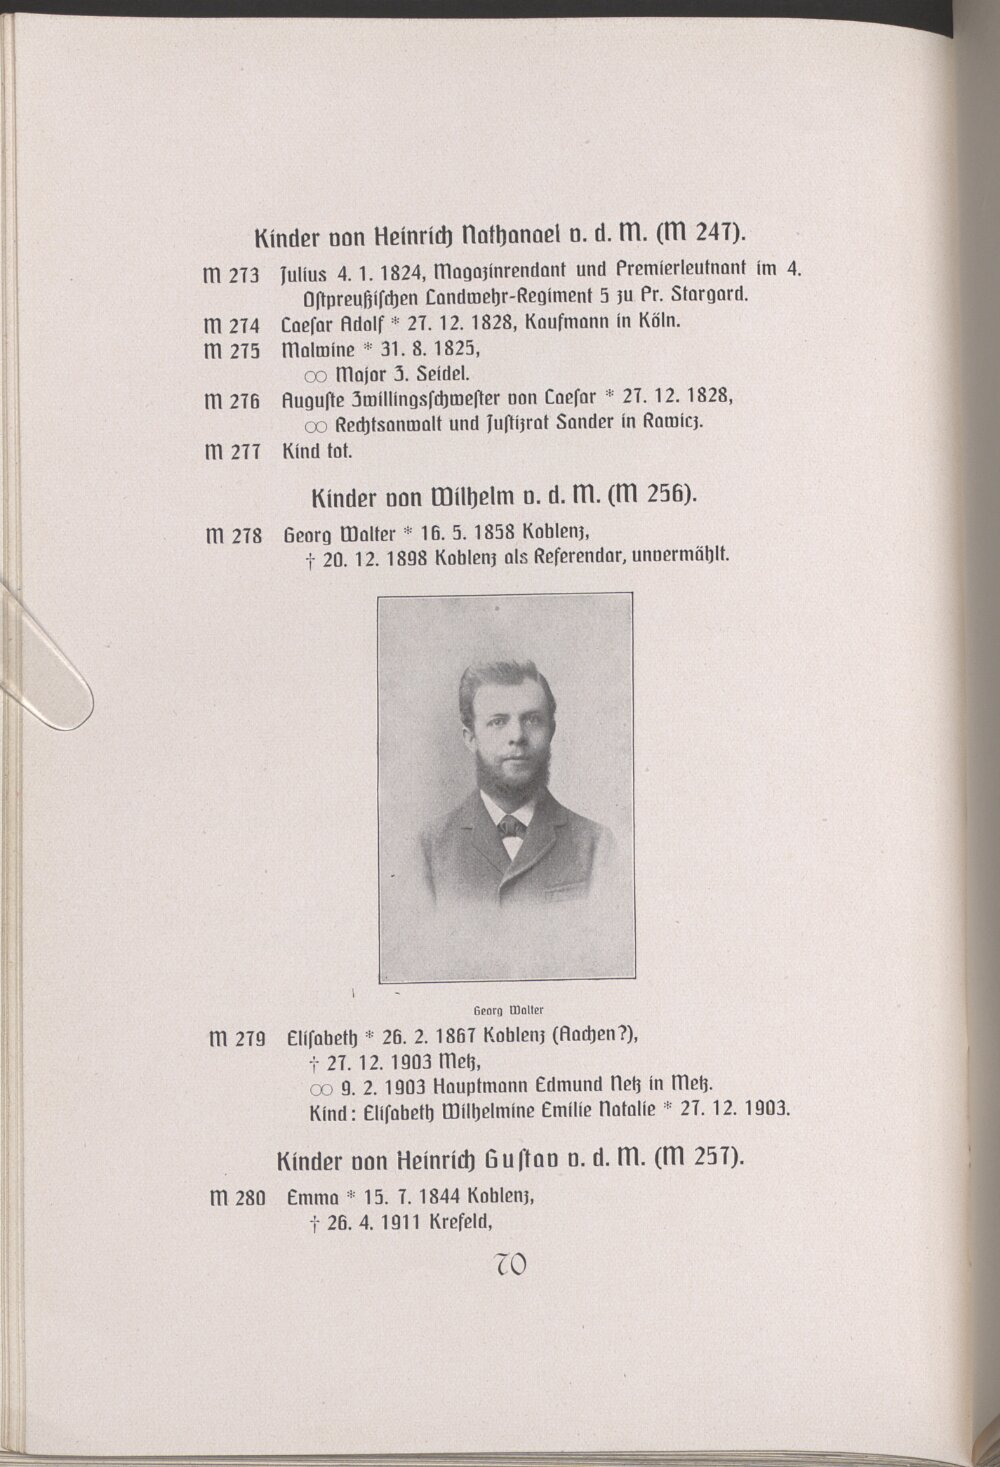 Kinder von Heinrich Nathanael v. d. M. (M 247).
M 273 Julius 4. 1. 1824, Magazinrendant und Premierleutnant im 4.
Ostpreußischen Landwehr-Regiment 5 zu Pr. Stargard.
M 274 Caesar Adolf * 27. 12. 1828, Kaufmann in Köln.
M 275 Malwine * 31. 8. 1825,
∞ Major J. Seidel.
M 276 Auguste Zwillingsschwester von Caesar * 27. 12. 1828,
∞ Rechtsanwalt und Justizrat Sander in Rawicz.
M 277 Kind tot.
Kinder von Wilhelm v. d. M. (M 256).
M 278 Georg Walter * 16. 5. 1858 Koblenz,
† 20. 12. 1898 Koblenz als Referendar, unvermählt.
Georg Walter
M 279 Elisabeth * 26. 2. 1867 Koblenz (Aachen?),
† 27. 12. 1903 Metz,
∞ 9. 2. 1903 Hauptmann Edmund Netz in Metz.
Kind: Elisabeth Wilhelmine Emilie Natalie * 27. 12. 1903.
Kinder von Heinrich Gustav v. d. M. (M 257).
M 280 Emma * 15. 7. 1844 Koblenz,
† 26. 4. 1911 Krefeld,
70